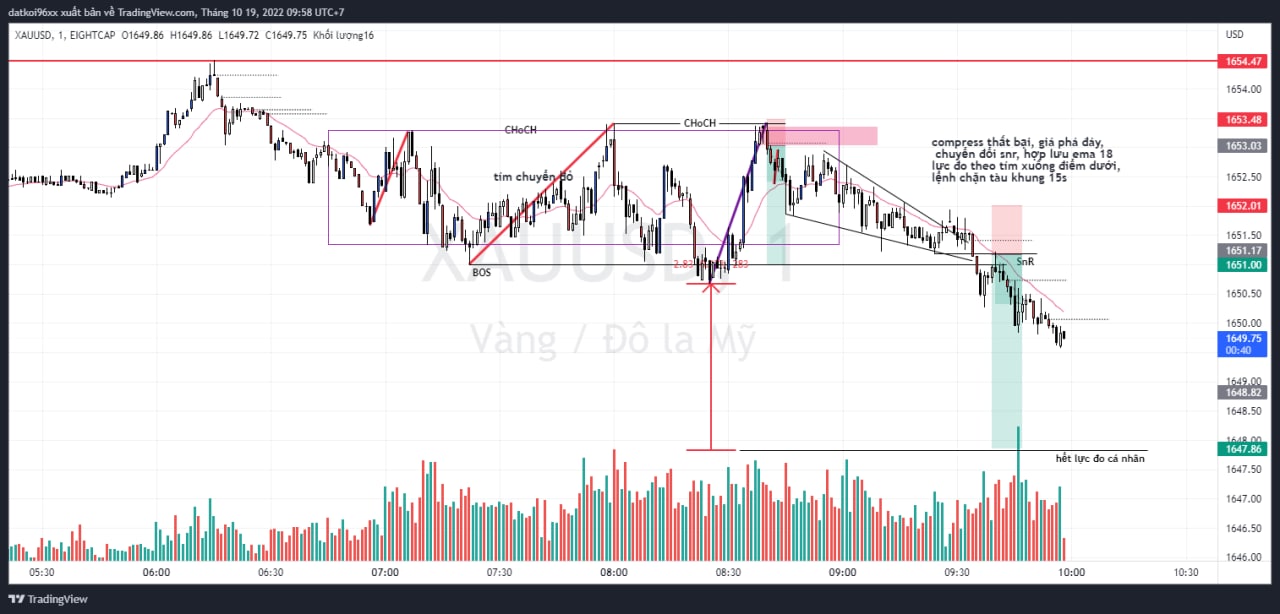 datkoi96xx xuất bản về TradingView.com, Tháng 10 19, 2022 09:58 UTC+7
XAUUSD, 1, EIGHTCAP O1649.86 H1649.86 L1649.72 C1649.75 Khối lượng16
USD
1654.47
1654.00
1653.48
1653.03
1652.50
1652.01
1651.50
1651.17
1651.00
1650.50
1650.00
1649.75
00:40
1649.00
1648.82
1648.50
1648.00
1647.86
1647.50
1647.00
1646.50
1646.00
CHoCH
CHoCH
tím chuyển đỏ
compress thất bại, giá phá đáy,
chuyển đổi snr, hợp lưu ema 18
lực đo theo tím xuống điểm dưới,
lệnh chặn tàu khung 15s
BOS
SnR
XAUUSD, 1
Vàng / Đô la Mỹ
hết lực đo cá nhân
05:30 06:00 06:30 07:00 07:30 08:00 08:30 09:00 09:30 10:00 10:30
TradingView